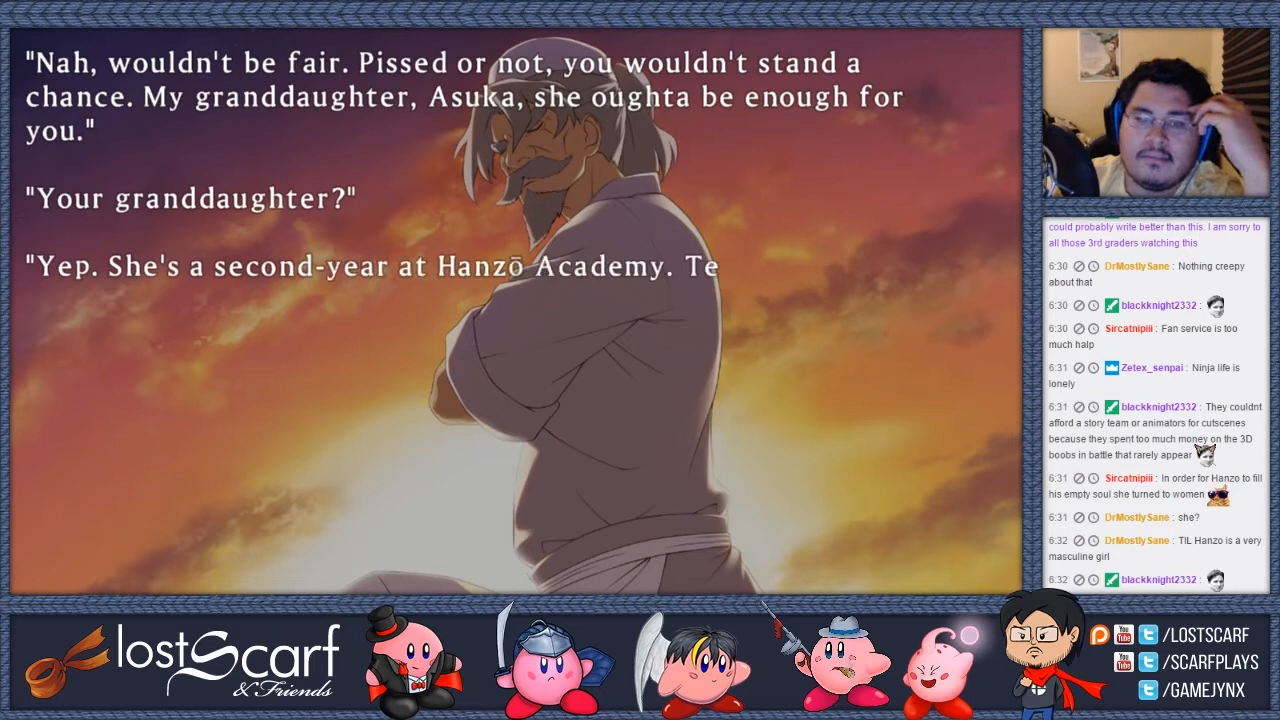 "Nah, wouldn't be fair. Pissed or not, you wouldn't stand a
chance. My granddaughter, Asuka, she oughta be enough for
you."
"Your granddaughter?"
"Yep. She's a second-year at Hanzō Academy. Te
could probably write better than this. I am sorry to
all those 3rd graders watching this
6:30 DrMostlySane : Nothing creepy
about that
6:30 blackknight2332 :
6:30 Sircatnipiii : Fan service is too
much halp
6:31 Zetex_senpai : Ninja life is
lonely
6:31 blackknight2332 : They couldnt
afford a story team or animators for cutscenes
because they spent too much money on the 3D
boobs in battle that rarely appear
6:31 Sircatnipiii : In order for Hanzo to fill
his empty soul she turned to women
6:31 DrMostlySane : she?
6:32 DrMostlySane : TIL Hanzo is a very
masculine girl
6:32 blackknight2332 :
lostScarf
& Friends
You Tube /LOSTSCARF
You Tube /SCARFPLAYS
/GAMEJYNX